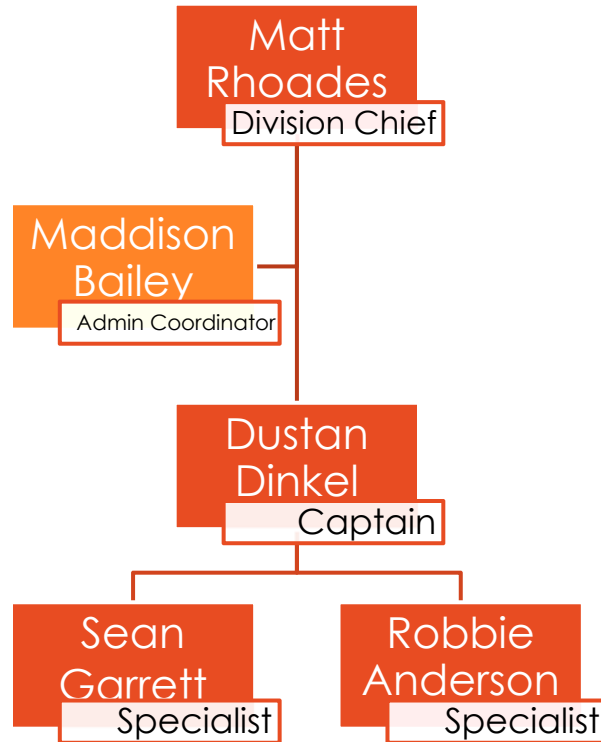 Matt
Rhoades
Division Chief
Maddison
Bailey
Admin Coordinator
Dustan
Dinkel
Captain
Sean
Garrett
Specialist
Robbie
Anderson
Specialist